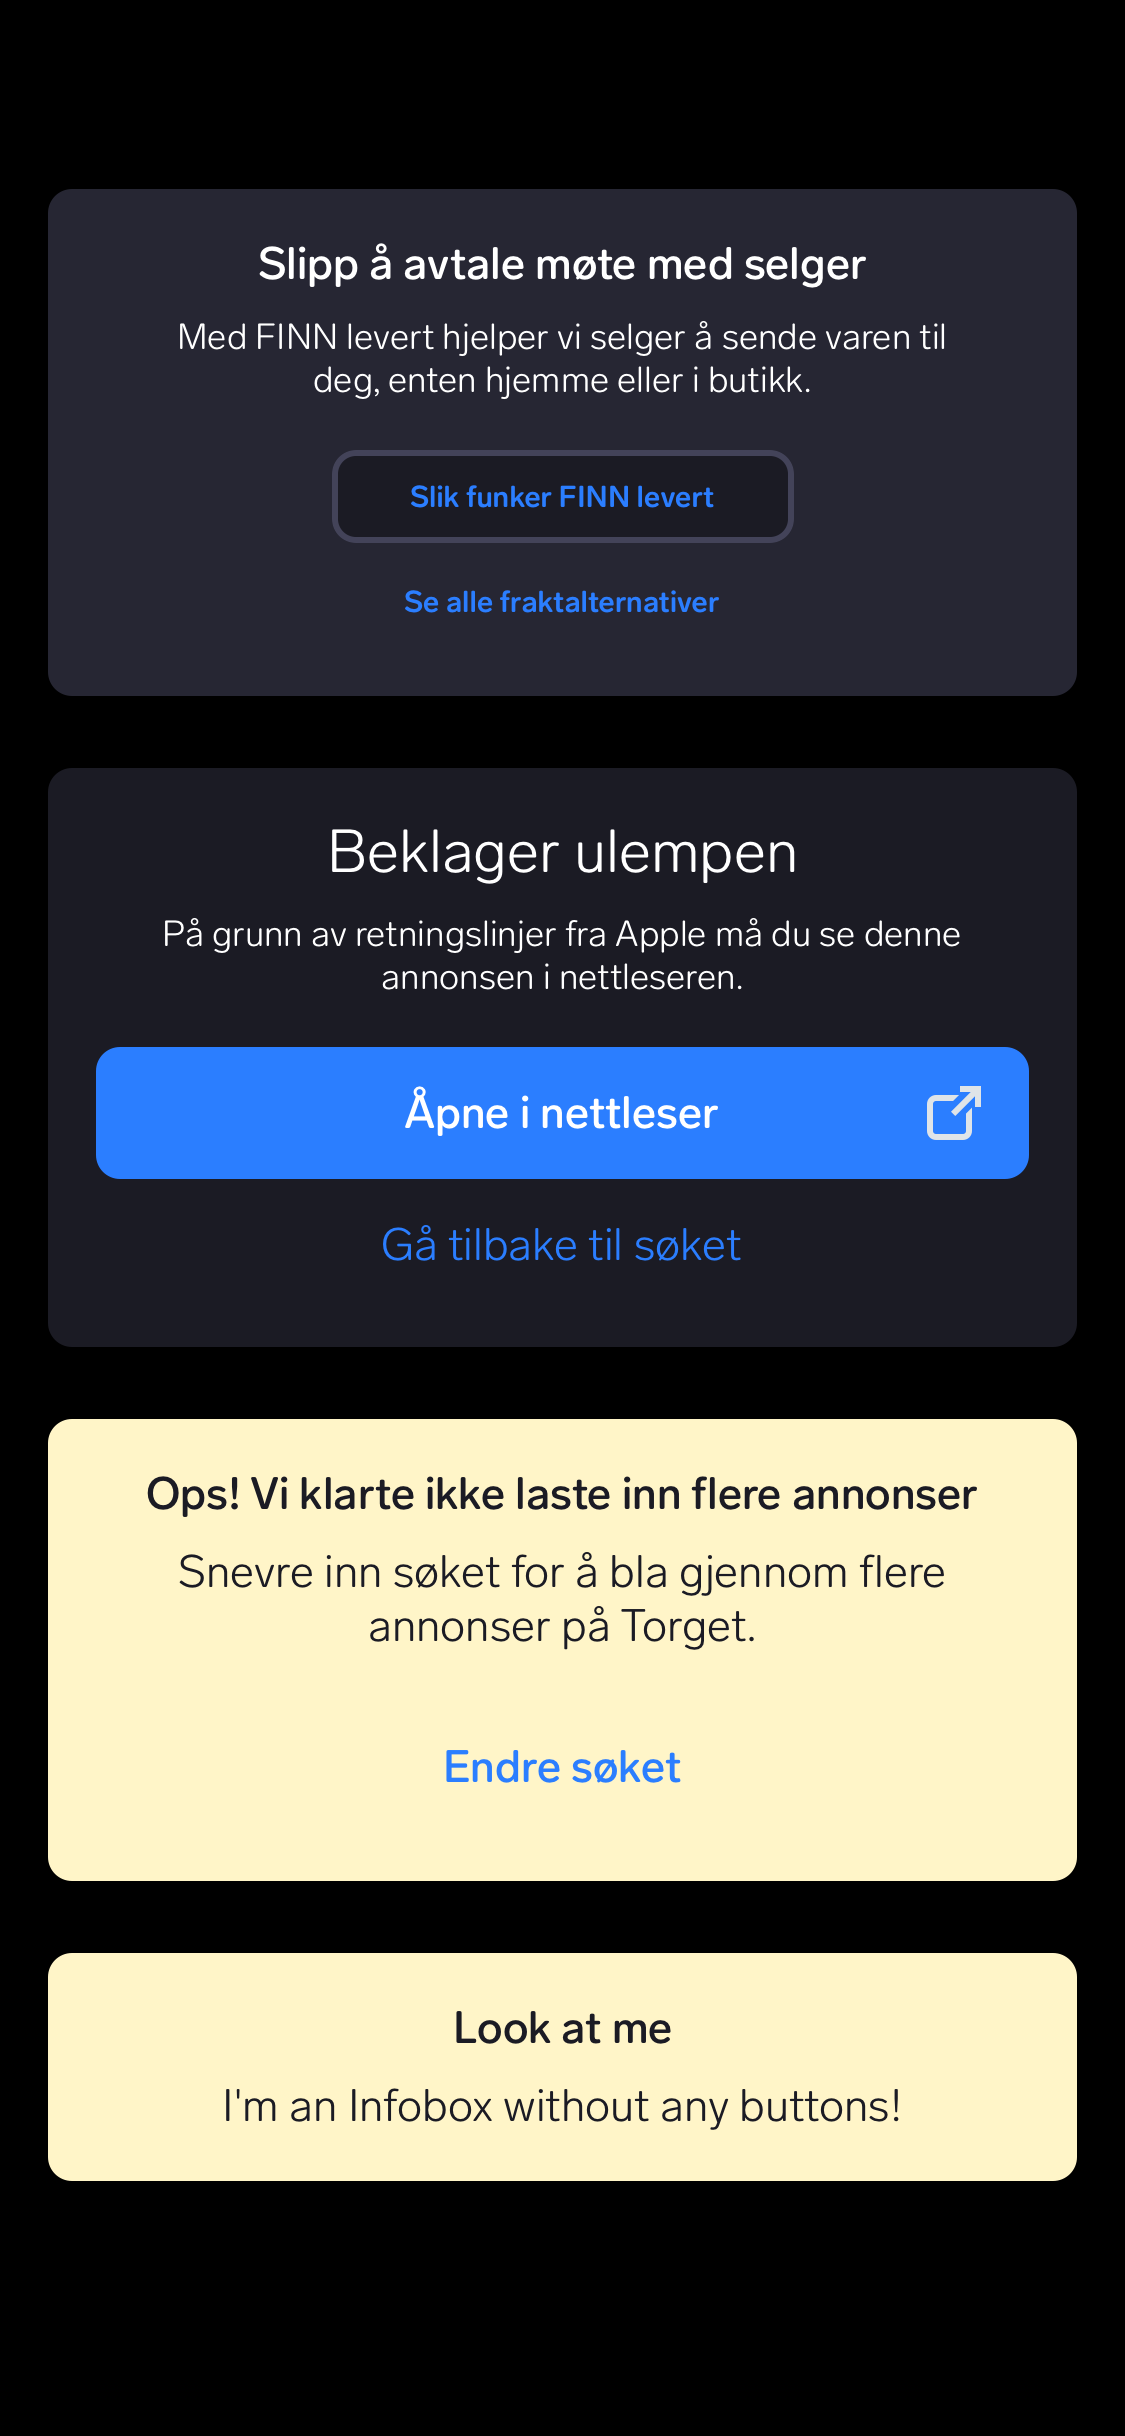 Slipp å avtale møte med selger
Med FINN levert hjelper vi selger å sende varen til
deg, enten hjemme eller i butikk.
Slik funker FINN levert
Se alle fraktalternativer
Beklager ulempen
På grunn av retningslinjer fra Apple må du se denne
annonsen i nettleseren.
Åpne i nettleser
Gå tilbake til søket
Ops! Vi klarte ikke laste inn flere annonser
Snevre inn søket for å bla gjennom flere
annonser på Torget.
Endre søket
Look at me
I'm an Infobox without any buttons!